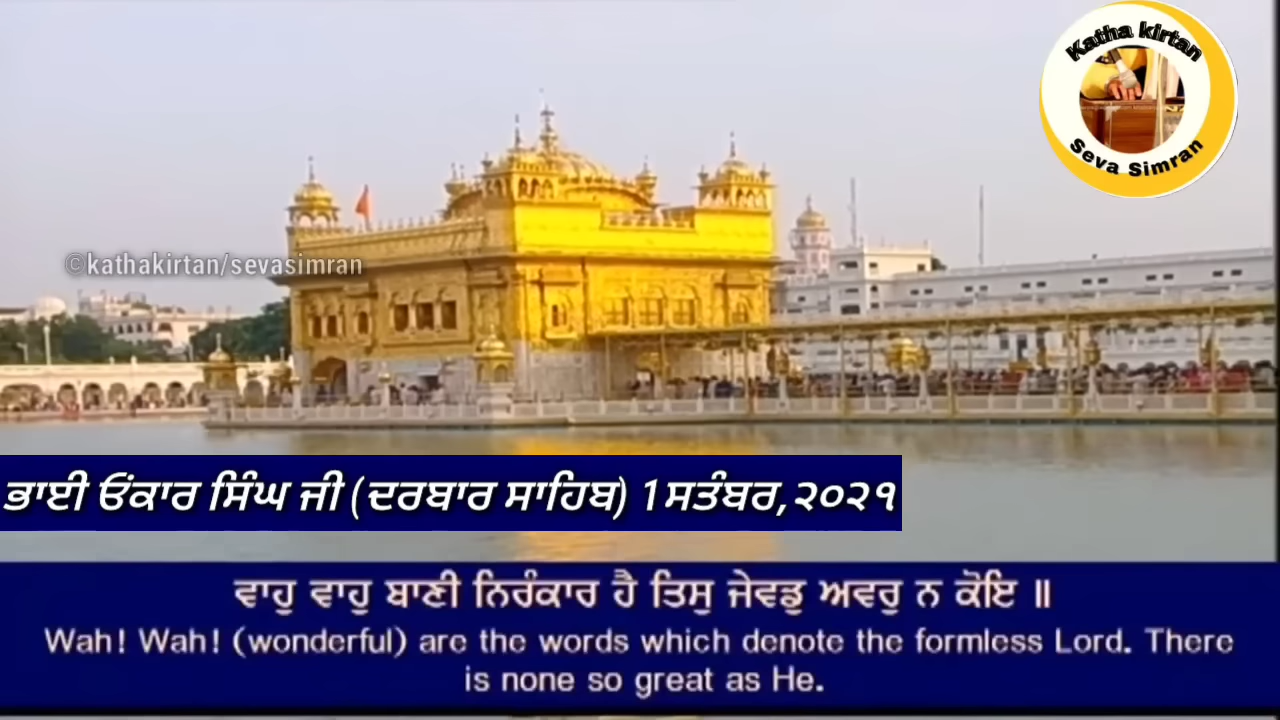 Katha kirtan
Seva Simran
©kathakirtan/sevasimran
ਭਾਈ ਓਂਕਾਰ ਸਿੰਘ ਜੀ (ਦਰਬਾਰ ਸਾਹਿਬ) 1 ਸਤੰਬਰ,੨੦੨੧
ਵਾਹੁ ਵਾਹੁ ਬਾਣੀ ਨਿਰੰਕਾਰ ਹੈ ਤਿਸੁ ਜੇਵਡੁ ਅਵਰੁ ਨ ਕੋਇ ॥
Wah! Wah! (wonderful) are the words which denote the formless Lord. There
is none so great as He.